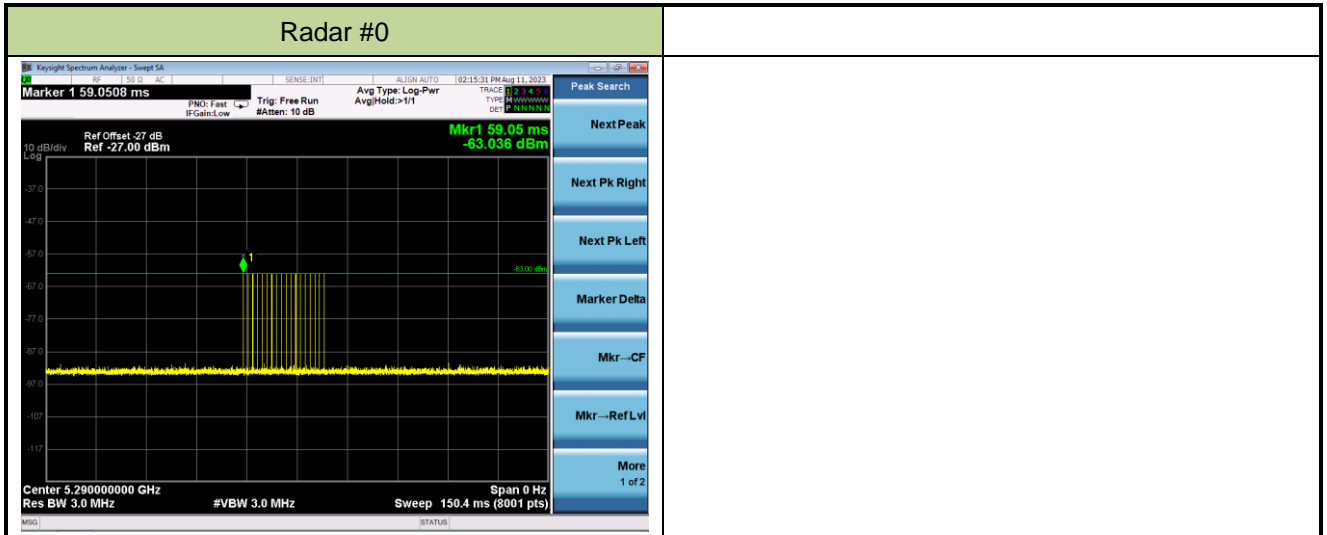 Radar #0
Keysight Spectrum Analyzer - Swept SA
RF 50 Ω AC SENSE:INT ALIGN AUTO 02:15:31 PM Aug 11, 2023
Marker 1 59.0508 ms
PNO: Fast
IFGain:Low
Trig: Free Run
#Atten: 10 dB
Avg Type: Log-Pwr
Avg|Hold:>1/1
TRACE 1 2 3 4 5 6
TYPE M WWWWW
DET P N N N N N
Peak Search
Next Peak
Next Pk Right
Next Pk Left
Marker Delta
Mkr→CF
Mkr→Ref Lvl
More
1 of 2
Ref Offset -27 dB
10 dB/div Ref -27.00 dBm
Log
Mkr1 59.05 ms
-63.036 dBm
-37.0
-47.0
-57.0
1
-63.00 dBm
-67.0
-77.0
-87.0
-97.0
-107
-117
Center 5.290000000 GHz Span 0 Hz
Res BW 3.0 MHz #VBW 3.0 MHz Sweep 150.4 ms (8001 pts)
MSG STATUS